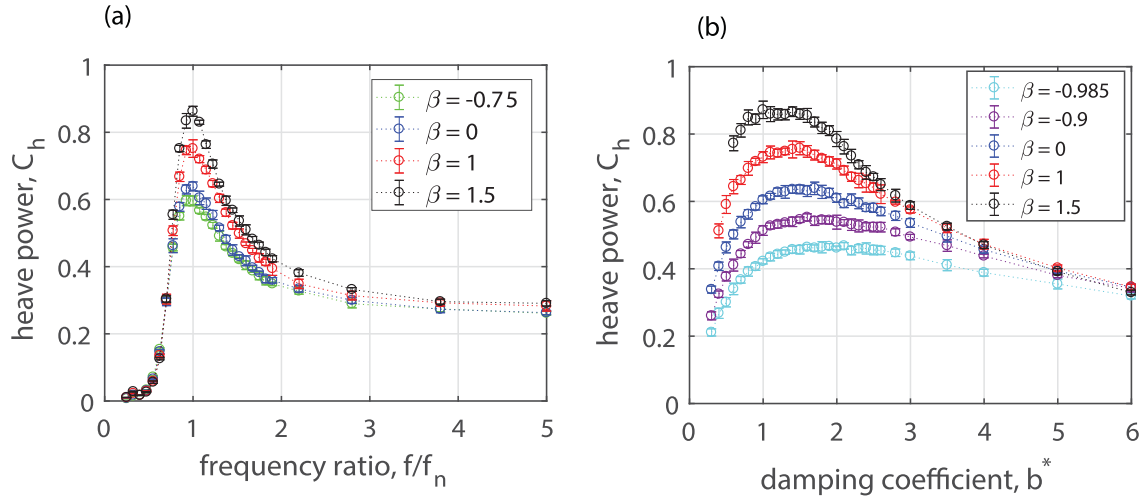 (a)
heave power, C_h
1
0.8
0.6
0.4
0.2
0
0
1
2
3
4
5
frequency ratio, f/f_n
β = -0.75
β = 0
β = 1
β = 1.5
(b)
heave power, C_h
1
0.8
0.6
0.4
0.2
0
0
1
2
3
4
5
6
damping coefficient, b*
β = -0.985
β = -0.9
β = 0
β = 1
β = 1.5